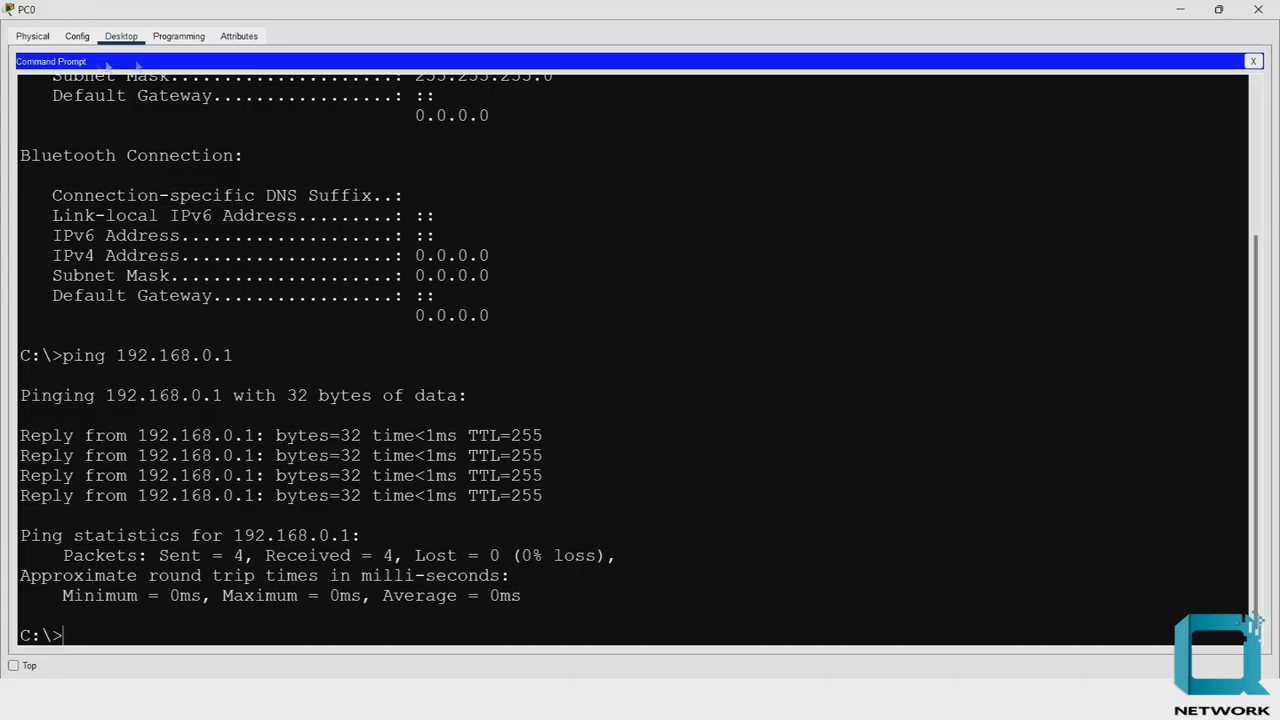 PC0
Physical Config Desktop Programming Attributes
Command Prompt X
Subnet Mask.....................: 255.255.255.0
Default Gateway.................: ::
0.0.0.0
Bluetooth Connection:
Connection-specific DNS Suffix..:
Link-local IPv6 Address.........: ::
IPv6 Address....................: ::
IPv4 Address....................: 0.0.0.0
Subnet Mask.....................: 0.0.0.0
Default Gateway.................: ::
0.0.0.0
C:\>ping 192.168.0.1
Pinging 192.168.0.1 with 32 bytes of data:
Reply from 192.168.0.1: bytes=32 time<1ms TTL=255
Reply from 192.168.0.1: bytes=32 time<1ms TTL=255
Reply from 192.168.0.1: bytes=32 time<1ms TTL=255
Reply from 192.168.0.1: bytes=32 time<1ms TTL=255
Ping statistics for 192.168.0.1:
Packets: Sent = 4, Received = 4, Lost = 0 (0% loss),
Approximate round trip times in milli-seconds:
Minimum = 0ms, Maximum = 0ms, Average = 0ms
C:\>
Top
NETWORK